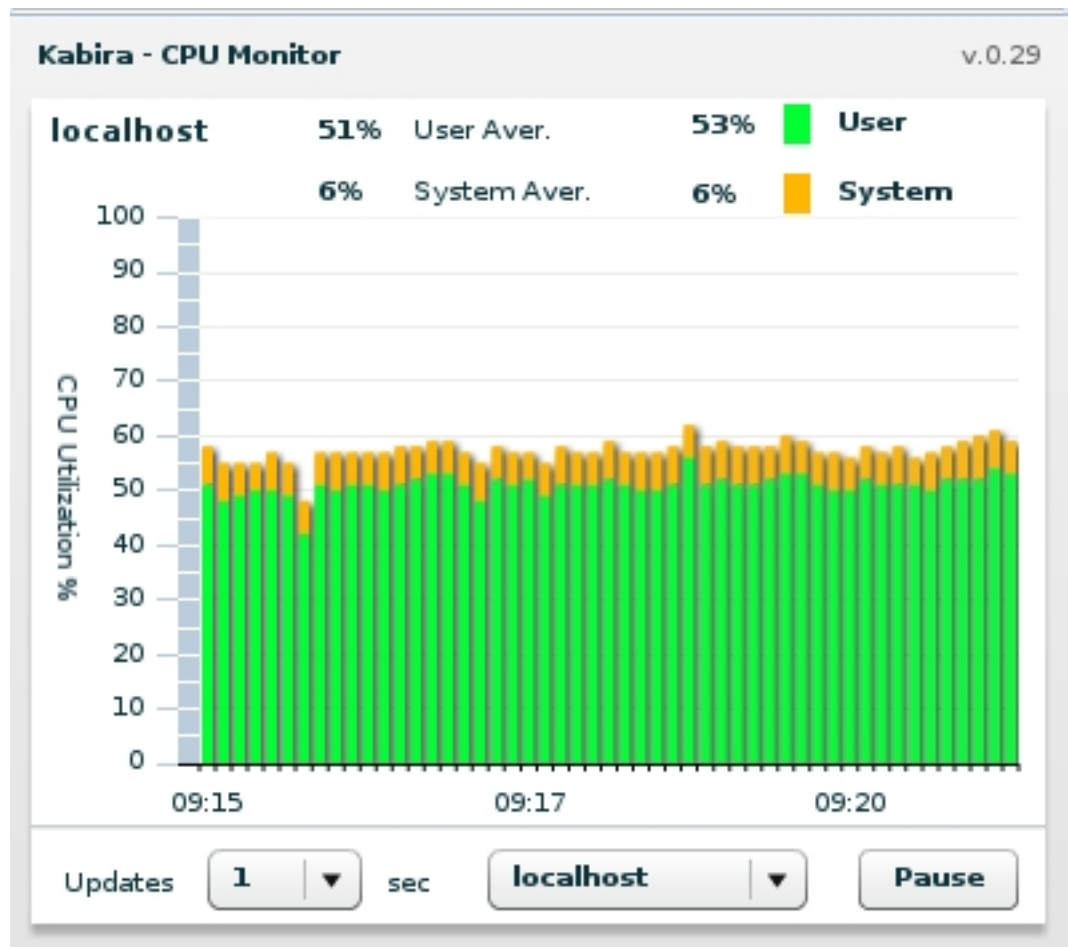 Kabira - CPU Monitor v.0.29
localhost 51% User Aver. 53% User
6% System Aver. 6% System
100
90
80
70
60
50
40
30
20
10
0
CPU Utilization %
09:15 09:17 09:20
Updates 1 sec localhost Pause